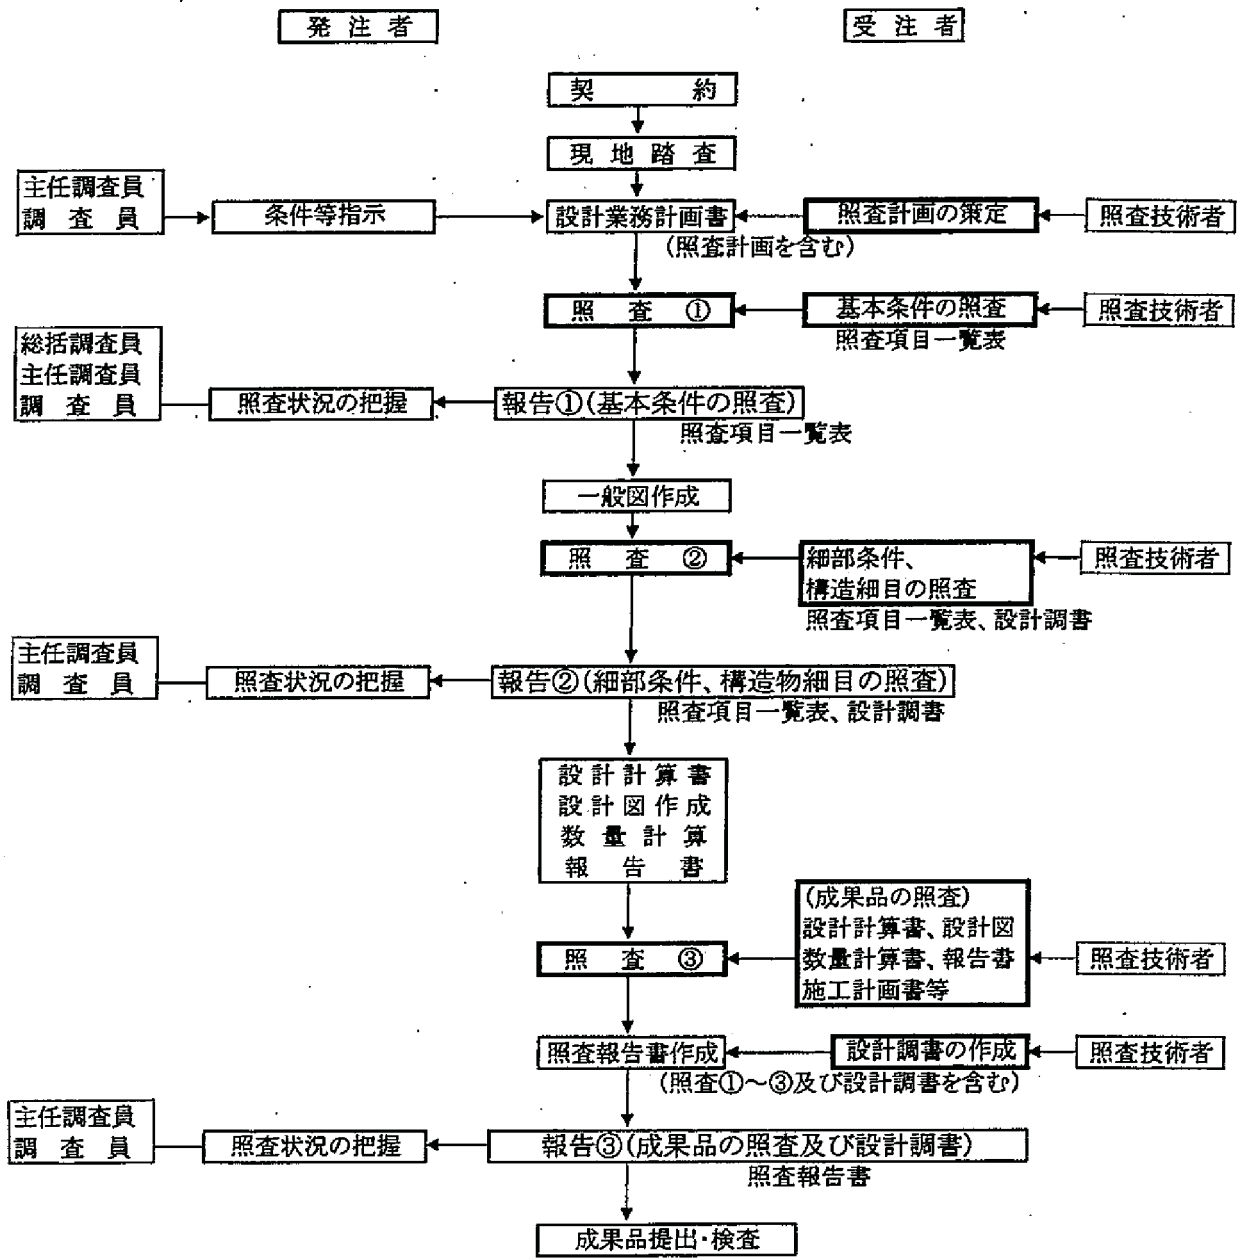 発注者
受注者
契約
現地踏査
主任調査員
調査員
条件等指示
設計業務計画書
(照査計画を含む)
照査計画の策定
照査技術者
照査①
基本条件の照査
照査項目一覧表
照査技術者
総括調査員
主任調査員
調査員
照査状況の把握
報告①(基本条件の照査)
照査項目一覧表
一般図作成
照査②
細部条件、
構造細目の照査
照査項目一覧表、設計調書
照査技術者
主任調査員
調査員
照査状況の把握
報告②(細部条件、構造物細目の照査)
照査項目一覧表、設計調書
設計計算書
設計図作成
数量計算
報告書
照査③
(成果品の照査)
設計計算書、設計図
数量計算書、報告書
施工計画書等
照査技術者
照査報告書作成
設計調書の作成
照査技術者
(照査①～③及び設計調書を含む)
主任調査員
調査員
照査状況の把握
報告③(成果品の照査及び設計調書)
照査報告書
成果品提出・検査